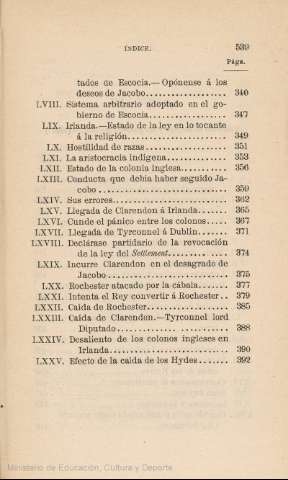 ÍNDICE. 539
Págs.
tados de Escocia.—Opónense á los
deseos de Jacobo.................. 340
LVIII. Sistema arbitrario adoptado en el go-
bierno de Escocia................. 347
LIX. Irlanda.—Estado de la ley en lo tocante
á la religión...................... 349
LX. Hostilidad de razas................. 351
LXI. La aristocracia indígena............. 353
LXII. Estado de la colonia inglesa.......... 356
LXIII. Conducta que debía haber seguido Ja-
cobo ........................... 359
LXIV. Sus errores......................... 362
LXV. Llegada de Clarendon á Irlanda....... 365
LXVI. Cunde el pánico entre los colonos..... 367
LXVII. Llegada de Tyrconnel á Dublin....... 371
LXVIII. Declárase partidario de la revocación
de la ley del Settlement............. 374
LXIX. Incurre Clarendon en el desagrado de
Jacobo........................... 375
LXX. Rochester atacado por la cábala....... 377
LXXI. Intenta el Rey convertir á Rochester.. 379
LXXII. Caida de Rochester.................. 385
LXXIII. Caida de Clarendon.—Tyrconnel lord
Diputado ........................ 388
LXXIV. Desaliento de los colonos ingleses en
Irlanda.......................... 390
LXXV. Efecto de la caida de los Hydes....... 392
Ministerio de Educación, Cultura y Deporte